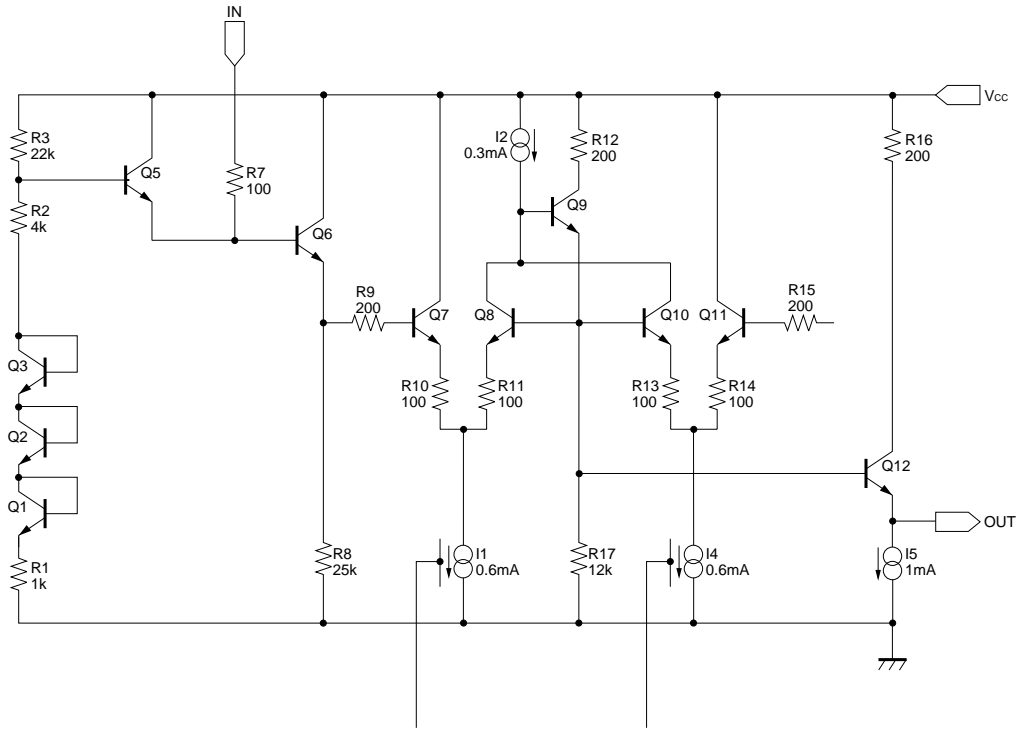 IN
Vcc
R3
22k
Q5
R7
100
I2
0.3mA
R12
200
R16
200
R2
4k
Q9
Q6
R9
200
Q7
Q8
Q10
Q11
R15
200
Q3
R10
100
R11
100
R13
100
R14
100
Q2
Q12
Q1
OUT
R1
1k
R8
25k
I1
0.6mA
R17
12k
I4
0.6mA
I5
1mA